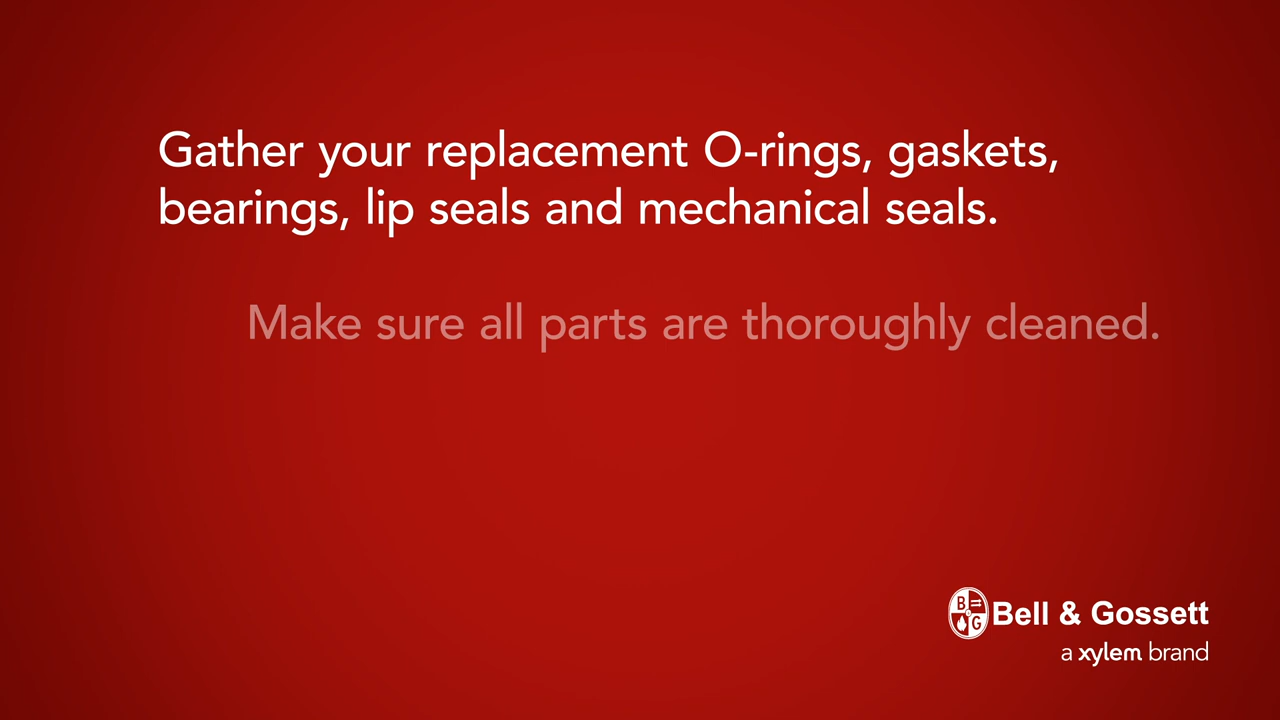 Gather your replacement O-rings, gaskets,
bearings, lip seals and mechanical seals.
Make sure all parts are thoroughly cleaned.
B
G
Bell & Gossett
a xylem brand